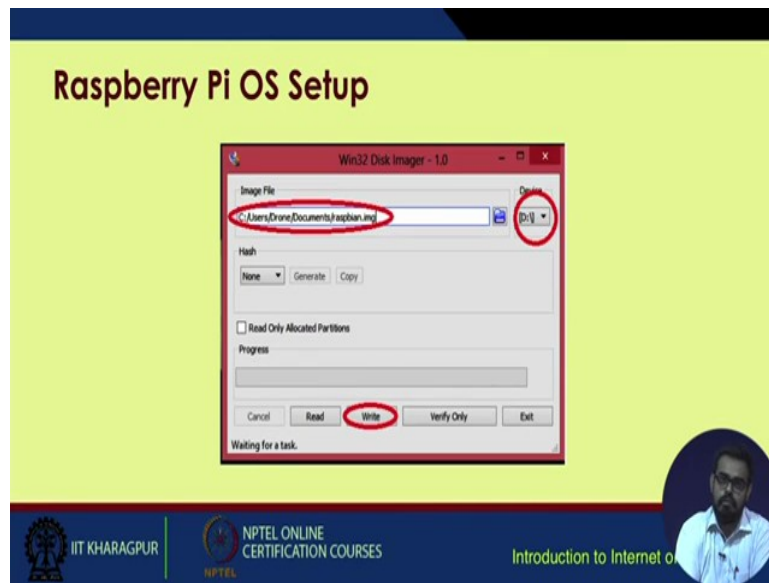 Raspberry Pi OS Setup
Win32 Disk Imager - 1.0
Image File
Device
C:/Users/Drone/Documents/raspbian.img
[D:\]
Hash
None Generate Copy
Read Only Allocated Partitions
Progress
Cancel Read Write Verify Only Exit
Waiting for a task.
IIT KHARAGPUR
NPTEL ONLINE
CERTIFICATION COURSES
NPTEL
Introduction to Internet